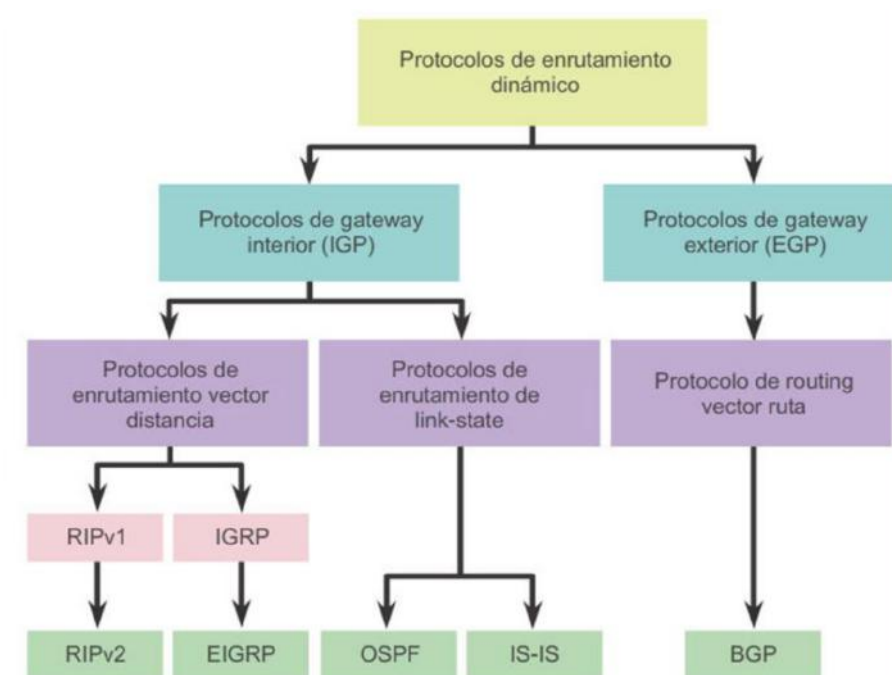 Protocolos de enrutamiento
dinámico
Protocolos de gateway
interior (IGP)
Protocolos de gateway
exterior (EGP)
Protocolos de
enrutamiento vector
distancia
Protocolos de
enrutamiento de
link-state
Protocolo de routing
vector ruta
RIPv1
IGRP
RIPv2
EIGRP
OSPF
IS-IS
BGP